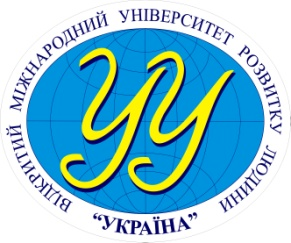 ВІДКРИТИЙ МІЖНАРОДНИЙ УНІВЕРСИТЕТ РОЗВИТКУ ЛЮДИНИ
УУ
"УКРАЇНА"